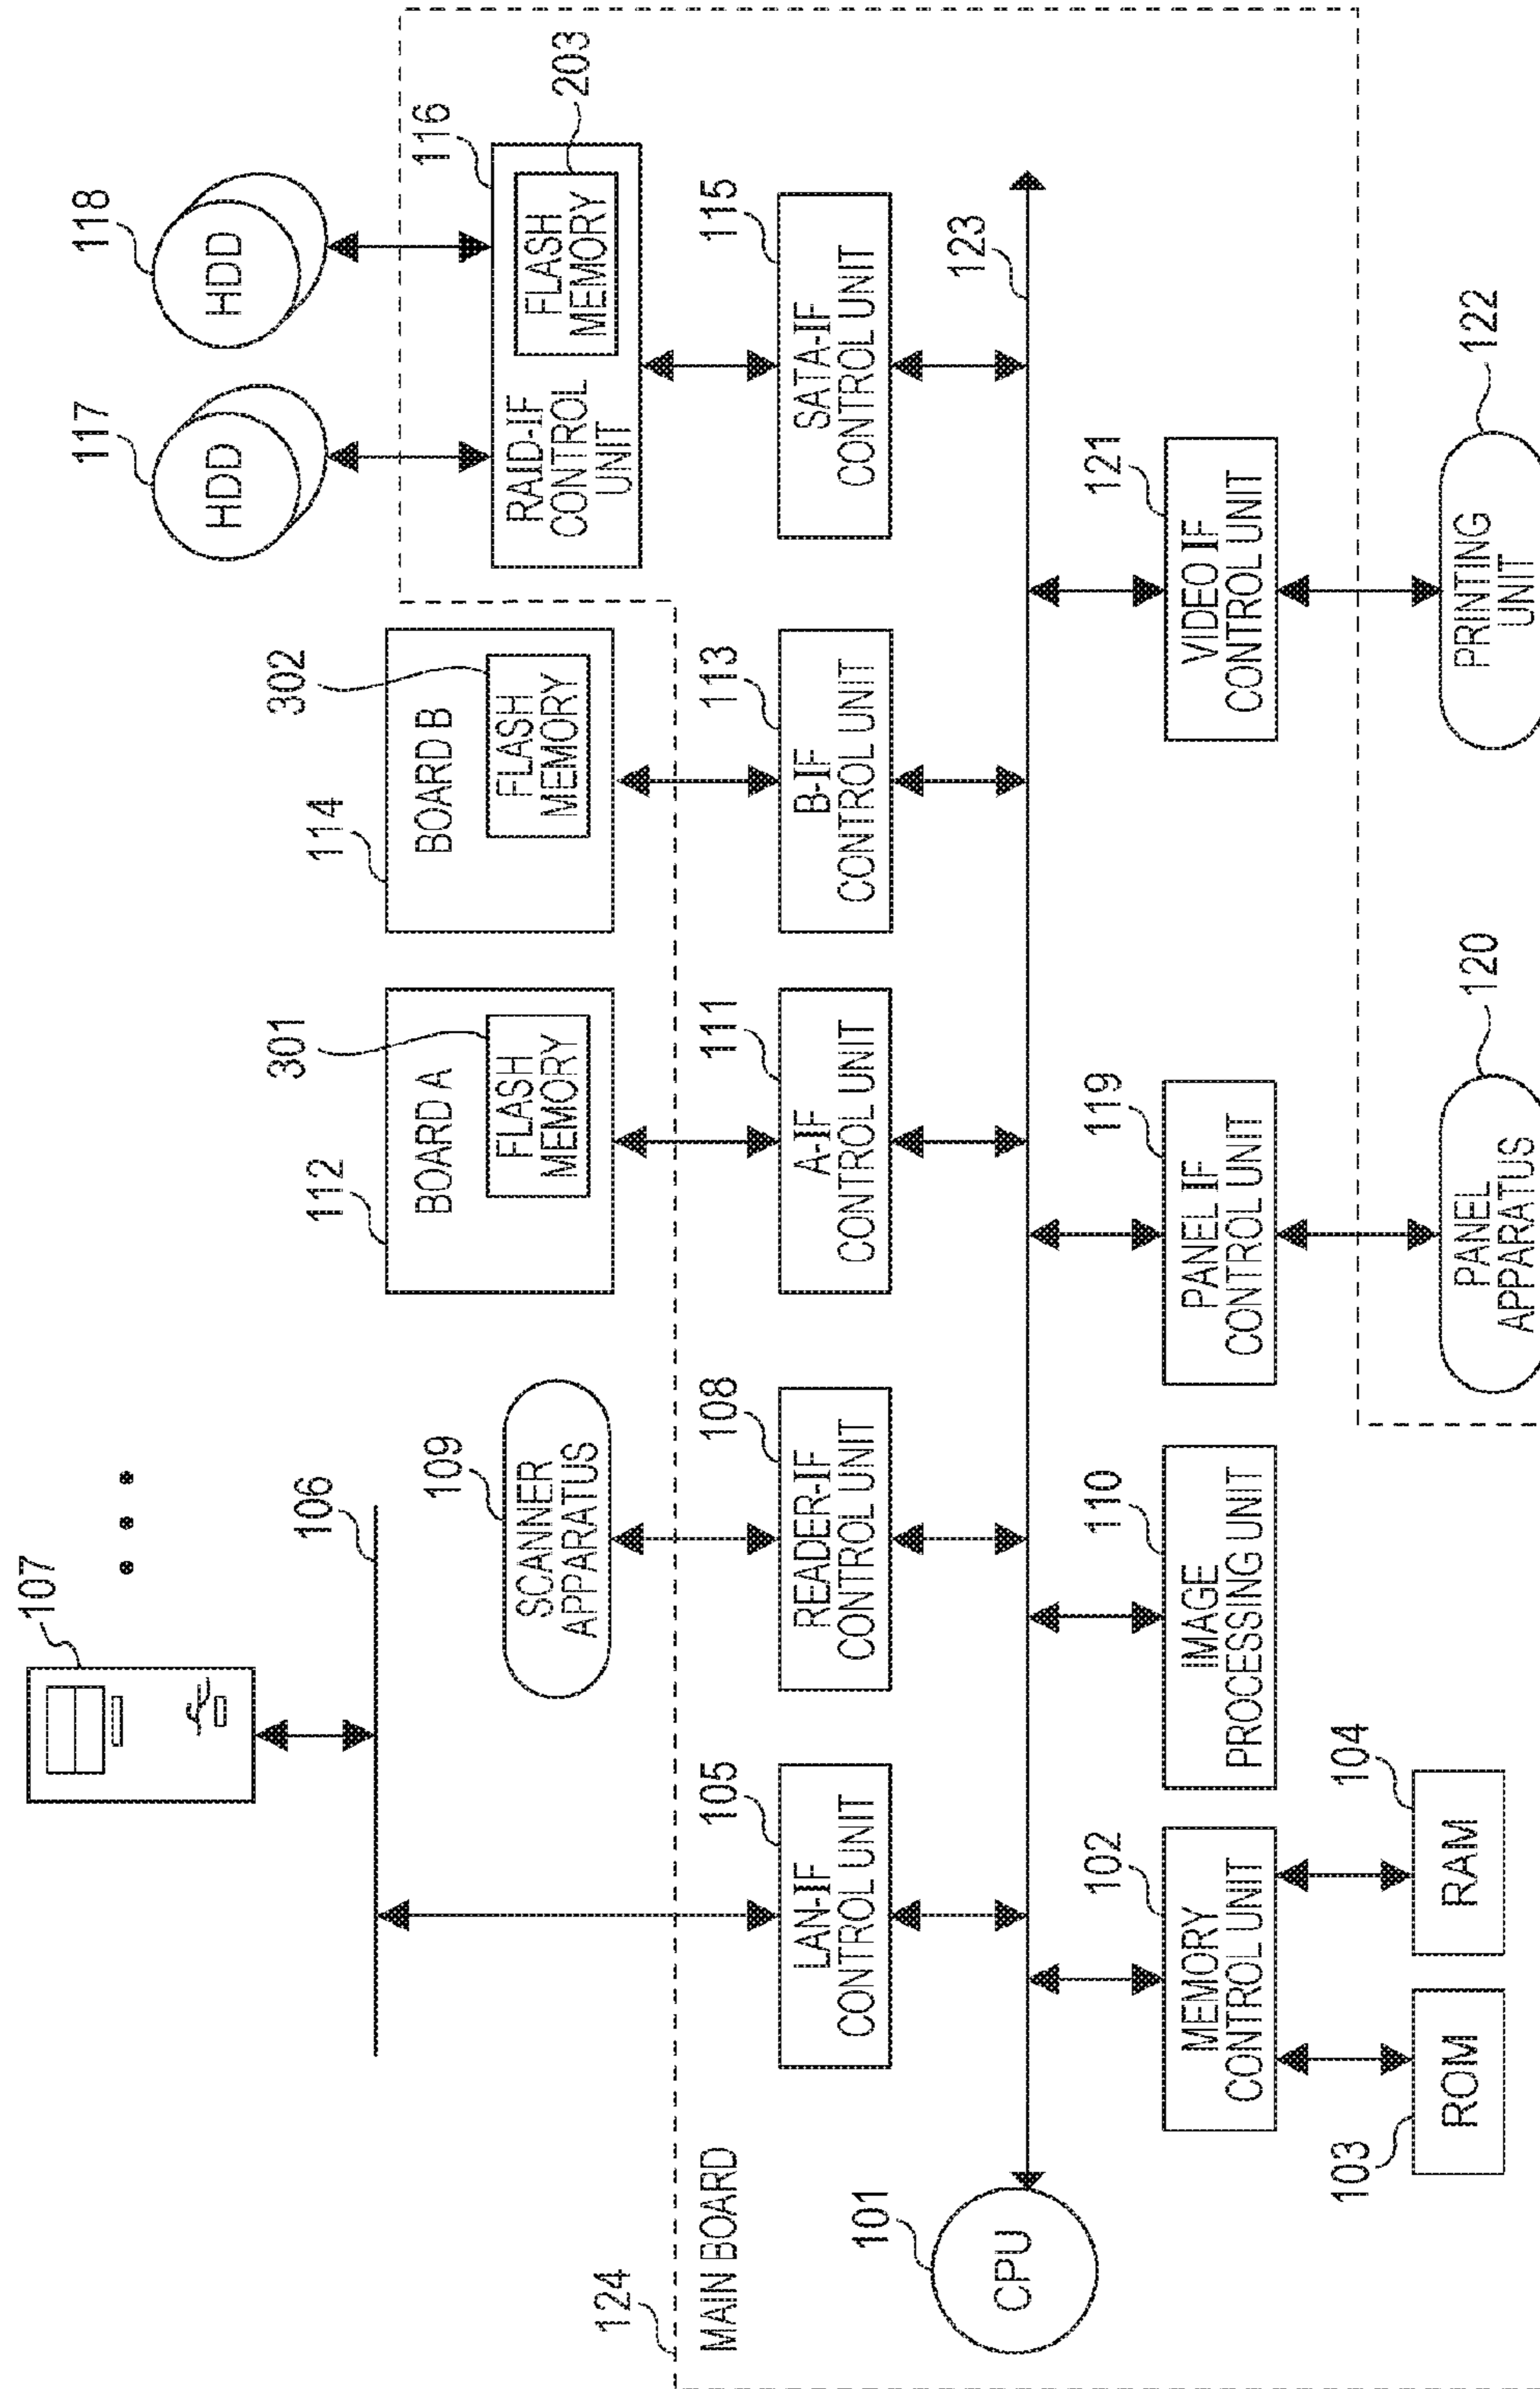 107
106
109
SCANNER
APPARATUS
112
BOARD A
301
FLASH
MEMORY
114
BOARD B
302
FLASH
MEMORY
117
HDD
118
HDD
116
RAID-IF
CONTROL
UNIT
FLASH
MEMORY
203
124
MAIN BOARD
105
LAN-IF
CONTROL UNIT
108
READER-IF
CONTROL UNIT
111
A-IF
CONTROL UNIT
113
B-IF
CONTROL UNIT
115
SATA-IF
CONTROL UNIT
101
CPU
123
102
MEMORY
CONTROL UNIT
110
IMAGE
PROCESSING UNIT
119
PANEL IF
CONTROL UNIT
121
VIDEO IF
CONTROL UNIT
103
ROM
104
RAM
120
PANEL
APPARATUS
122
PRINTING
UNIT